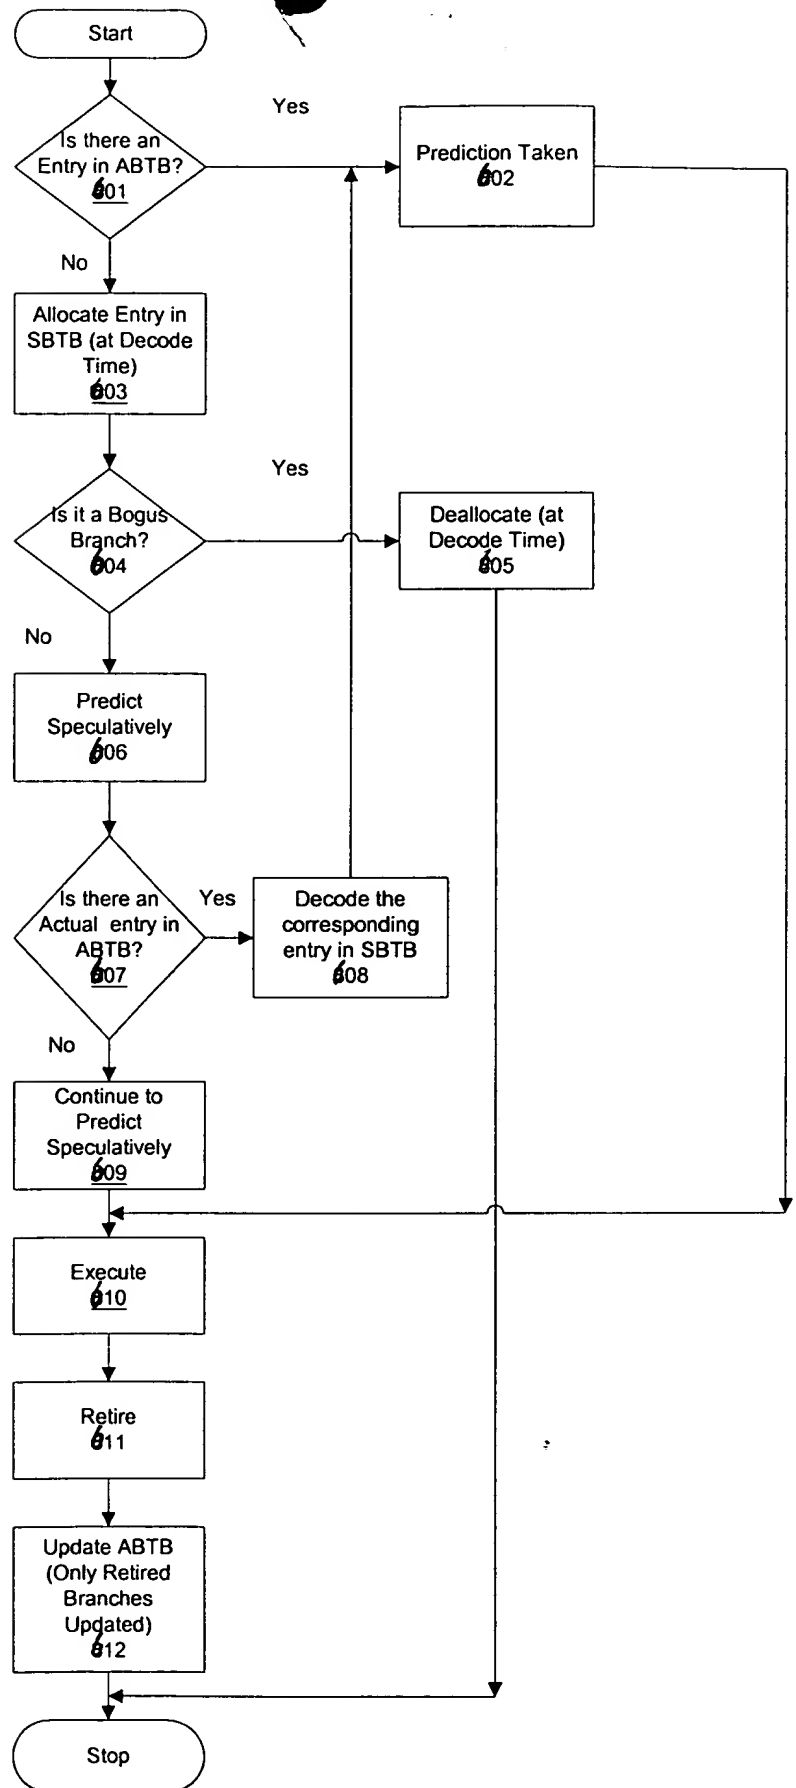 Start
Yes
Is there an
Entry in ABTB?
601
Prediction Taken
602
No
Allocate Entry in
SBTB (at Decode
Time)
603
Yes
Is it a Bogus
Branch?
604
Deallocate (at
Decode Time)
605
No
Predict
Speculatively
606
Is there an
Actual entry in
ABTB?
607
Yes
Decode the
corresponding
entry in SBTB
608
No
Continue to
Predict
Speculatively
609
Execute
610
Retire
611
Update ABTB
(Only Retired
Branches
Updated)
612
Stop